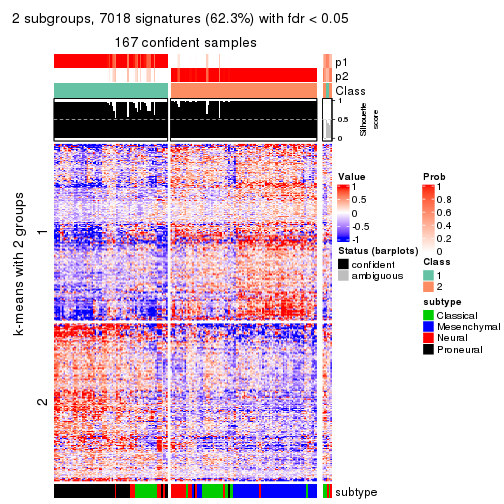 2 subgroups, 7018 signatures (62.3%) with fdr < 0.05
167 confident samples
p1
p2
Class
1
0.5
0
Silhouette
score
k-means with 2 groups
1
2
subtype
Value
1
0.5
0
-0.5
-1
Status (barplots)
confident
ambiguous
Prob
1
0.8
0.6
0.4
0.2
0
Class
1
2
subtype
Classical
Mesenchymal
Neural
Proneural